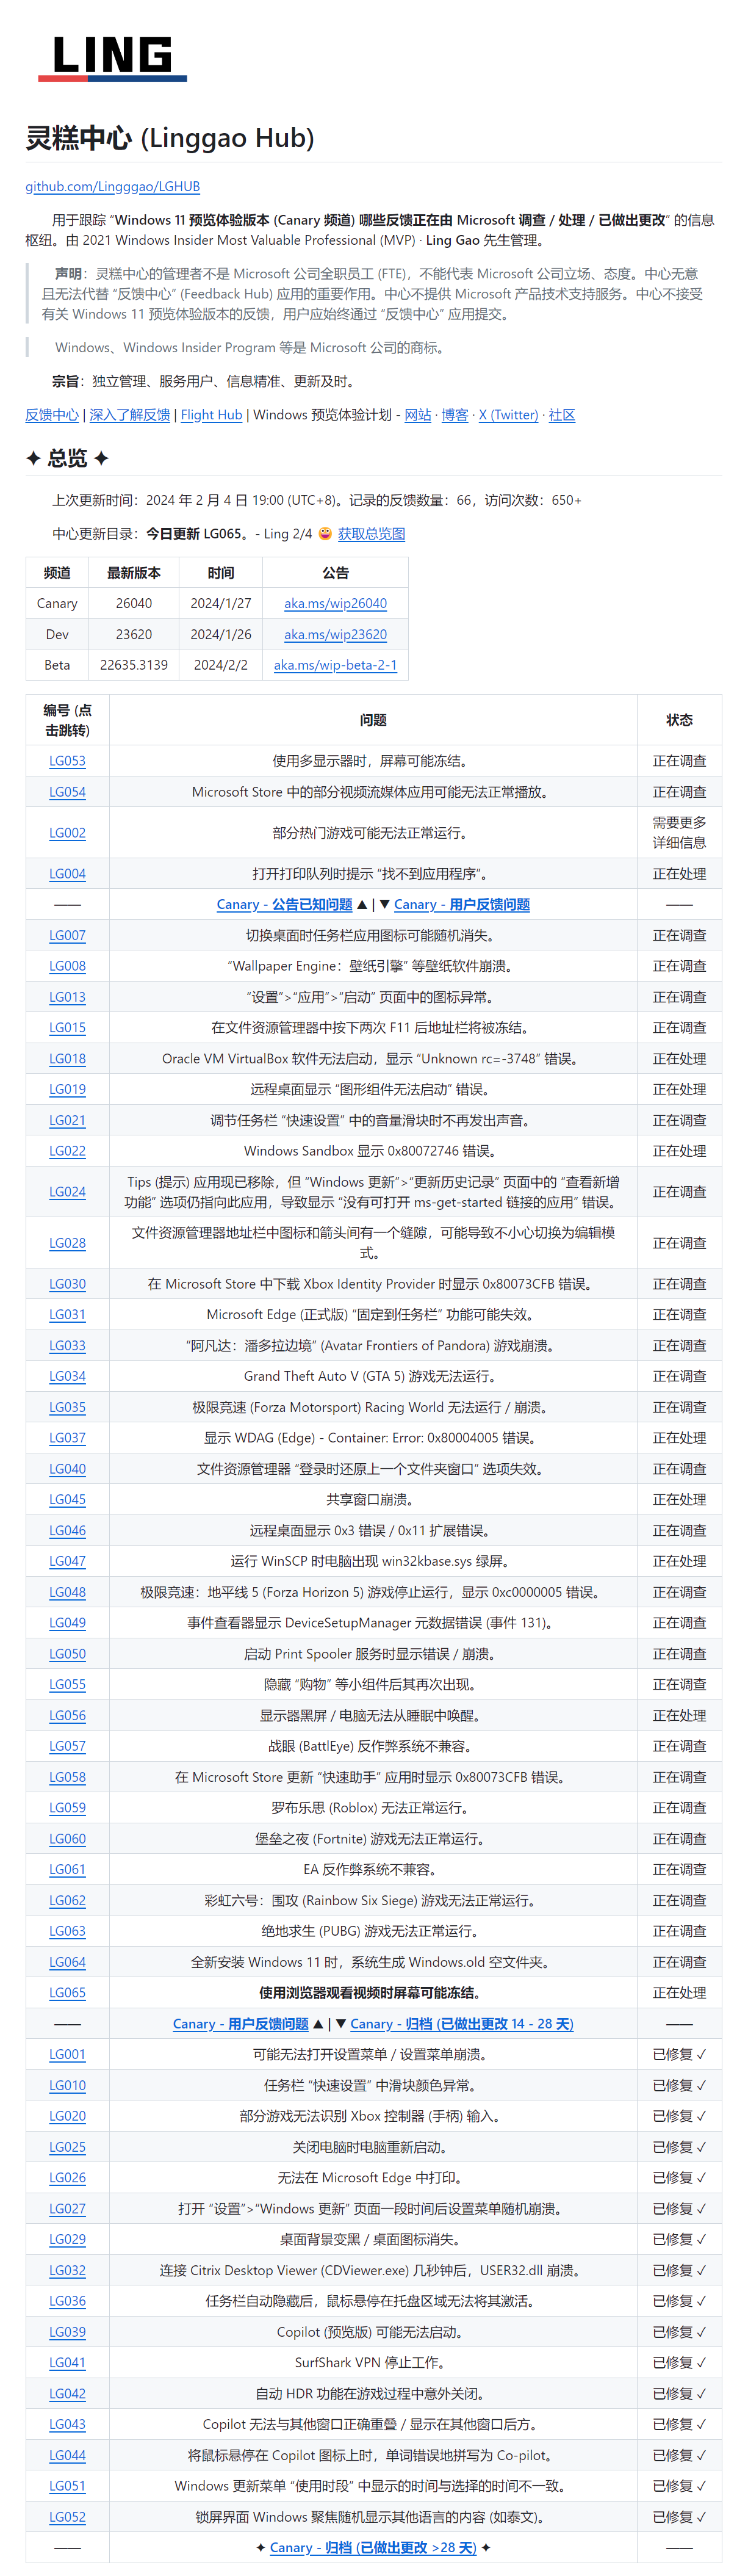 LING
灵糕中心 (Linggao Hub)
github.com/Lingggao/LGHUB
用于跟踪 “Windows 11 预览体验版本 (Canary 频道) 哪些反馈正在由 Microsoft 调查 / 处理 / 已做出更改” 的信息
枢纽。由 2021 Windows Insider Most Valuable Professional (MVP) · Ling Gao 先生管理。
声明：灵糕中心的管理者不是 Microsoft 公司全职员工 (FTE)，不能代表 Microsoft 公司立场、态度。中心无意
且无法代替 “反馈中心” (Feedback Hub) 应用的重要作用。中心不提供 Microsoft 产品技术支持服务。中心不接受
有关 Windows 11 预览体验版本的反馈，用户应始终通过 “反馈中心” 应用提交。
Windows、Windows Insider Program 等是 Microsoft 公司的商标。
宗旨：独立管理、服务用户、信息精准、更新及时。
反馈中心 | 深入了解反馈 | Flight Hub | Windows 预览体验计划 - 网站 · 博客 · X (Twitter) · 社区
✦ 总览 ✦
上次更新时间：2024 年 2 月 4 日 19:00 (UTC+8)。记录的反馈数量：66，访问次数：650+
中心更新目录：今日更新 LG065。- Ling 2/4 😀 获取总览图
频道 最新版本 时间 公告
Canary 26040 2024/1/27 aka.ms/wip26040
Dev 23620 2024/1/26 aka.ms/wip23620
Beta 22635.3139 2024/2/2 aka.ms/wip-beta-2-1
编号 (点
击跳转) 问题 状态
LG053 使用多显示器时，屏幕可能冻结。 正在调查
LG054 Microsoft Store 中的部分视频流媒体应用可能无法正常播放。 正在调查
LG002 部分热门游戏可能无法正常运行。 需要更多
详细信息
LG004 打开打印队列时提示 “找不到应用程序”。 正在处理
—— Canary - 公告已知问题 ▲ | ▼ Canary - 用户反馈问题 ——
LG007 切换桌面时任务栏应用图标可能随机消失。 正在调查
LG008 “Wallpaper Engine：壁纸引擎” 等壁纸软件崩溃。 正在调查
LG013 “设置”>“应用”>“启动” 页面中的图标异常。 正在调查
LG015 在文件资源管理器中按下两次 F11 后地址栏将被冻结。 正在调查
LG018 Oracle VM VirtualBox 软件无法启动，显示 “Unknown rc=-3748” 错误。 正在处理
LG019 远程桌面显示 “图形组件无法启动” 错误。 正在处理
LG021 调节任务栏 “快速设置” 中的音量滑块时不再发出声音。 正在调查
LG022 Windows Sandbox 显示 0x80072746 错误。 正在处理
LG024 Tips (提示) 应用现已移除，但 “Windows 更新”>“更新历史记录” 页面中的 “查看新增
功能” 选项仍指向此应用，导致显示 “没有可打开 ms-get-started 链接的应用” 错误。 正在调查
LG028 文件资源管理器地址栏中图标和箭头间有一个缝隙，可能导致不小心切换为编辑模
式。 正在调查
LG030 在 Microsoft Store 中下载 Xbox Identity Provider 时显示 0x80073CFB 错误。 正在调查
LG031 Microsoft Edge (正式版) “固定到任务栏” 功能可能失效。 正在调查
LG033 “阿凡达：潘多拉边境” (Avatar Frontiers of Pandora) 游戏崩溃。 正在调查
LG034 Grand Theft Auto V (GTA 5) 游戏无法运行。 正在调查
LG035 极限竞速 (Forza Motorsport) Racing World 无法运行 / 崩溃。 正在调查
LG037 显示 WDAG (Edge) - Container: Error: 0x80004005 错误。 正在处理
LG040 文件资源管理器 “登录时还原上一个文件夹窗口” 选项失效。 正在调查
LG045 共享窗口崩溃。 正在处理
LG046 远程桌面显示 0x3 错误 / 0x11 扩展错误。 正在调查
LG047 运行 WinSCP 时电脑出现 win32kbase.sys 绿屏。 正在处理
LG048 极限竞速：地平线 5 (Forza Horizon 5) 游戏停止运行，显示 0xc0000005 错误。 正在调查
LG049 事件查看器显示 DeviceSetupManager 元数据错误 (事件 131)。 正在调查
LG050 启动 Print Spooler 服务时显示错误 / 崩溃。 正在调查
LG055 隐藏 “购物” 等小组件后其再次出现。 正在调查
LG056 显示器黑屏 / 电脑无法从睡眠中唤醒。 正在处理
LG057 战眼 (BattlEye) 反作弊系统不兼容。 正在调查
LG058 在 Microsoft Store 更新 “快速助手” 应用时显示 0x80073CFB 错误。 正在调查
LG059 罗布乐思 (Roblox) 无法正常运行。 正在调查
LG060 堡垒之夜 (Fortnite) 游戏无法正常运行。 正在调查
LG061 EA 反作弊系统不兼容。 正在调查
LG062 彩虹六号：围攻 (Rainbow Six Siege) 游戏无法正常运行。 正在调查
LG063 绝地求生 (PUBG) 游戏无法正常运行。 正在调查
LG064 全新安装 Windows 11 时，系统生成 Windows.old 空文件夹。 正在调查
LG065 使用浏览器观看视频时屏幕可能冻结。 正在处理
—— Canary - 用户反馈问题 ▲ | ▼ Canary - 归档 (已做出更改 14 - 28 天) ——
LG001 可能无法打开设置菜单 / 设置菜单崩溃。 已修复 ✓
LG010 任务栏 “快速设置” 中滑块颜色异常。 已修复 ✓
LG020 部分游戏无法识别 Xbox 控制器 (手柄) 输入。 已修复 ✓
LG025 关闭电脑时电脑重新启动。 已修复 ✓
LG026 无法在 Microsoft Edge 中打印。 已修复 ✓
LG027 打开 “设置”>“Windows 更新” 页面一段时间后设置菜单随机崩溃。 已修复 ✓
LG029 桌面背景变黑 / 桌面图标消失。 已修复 ✓
LG032 连接 Citrix Desktop Viewer (CDViewer.exe) 几秒钟后，USER32.dll 崩溃。 已修复 ✓
LG036 任务栏自动隐藏后，鼠标悬停在托盘区域无法将其激活。 已修复 ✓
LG039 Copilot (预览版) 可能无法启动。 已修复 ✓
LG041 SurfShark VPN 停止工作。 已修复 ✓
LG042 自动 HDR 功能在游戏过程中意外关闭。 已修复 ✓
LG043 Copilot 无法与其他窗口正确重叠 / 显示在其他窗口后方。 已修复 ✓
LG044 将鼠标悬停在 Copilot 图标上时，单词错误地拼写为 Co-pilot。 已修复 ✓
LG051 Windows 更新菜单 “使用时段” 中显示的时间与选择的时间不一致。 已修复 ✓
LG052 锁屏界面 Windows 聚焦随机显示其他语言的内容 (如泰文)。 已修复 ✓
—— ✦ Canary - 归档 (已做出更改 >28 天) ✦ ——